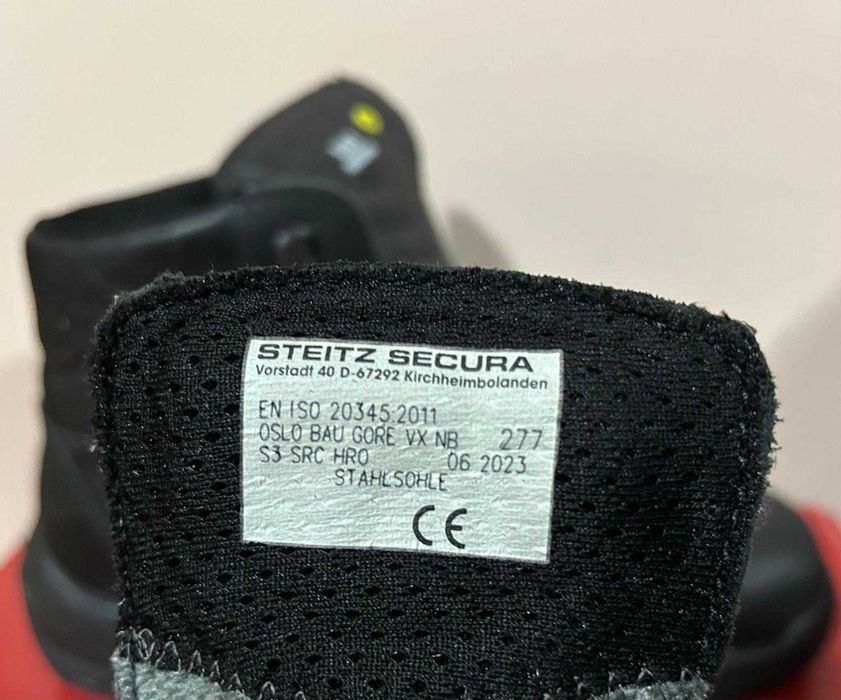 STEITZ SECURA
Vorstadt 40 D-67292 Kirchheimbolanden
EN ISO 20345:2011
OSLO BAU GORE VX NB 277
S3 SRC HRO 06 2023
STAHLSOHLE
CE